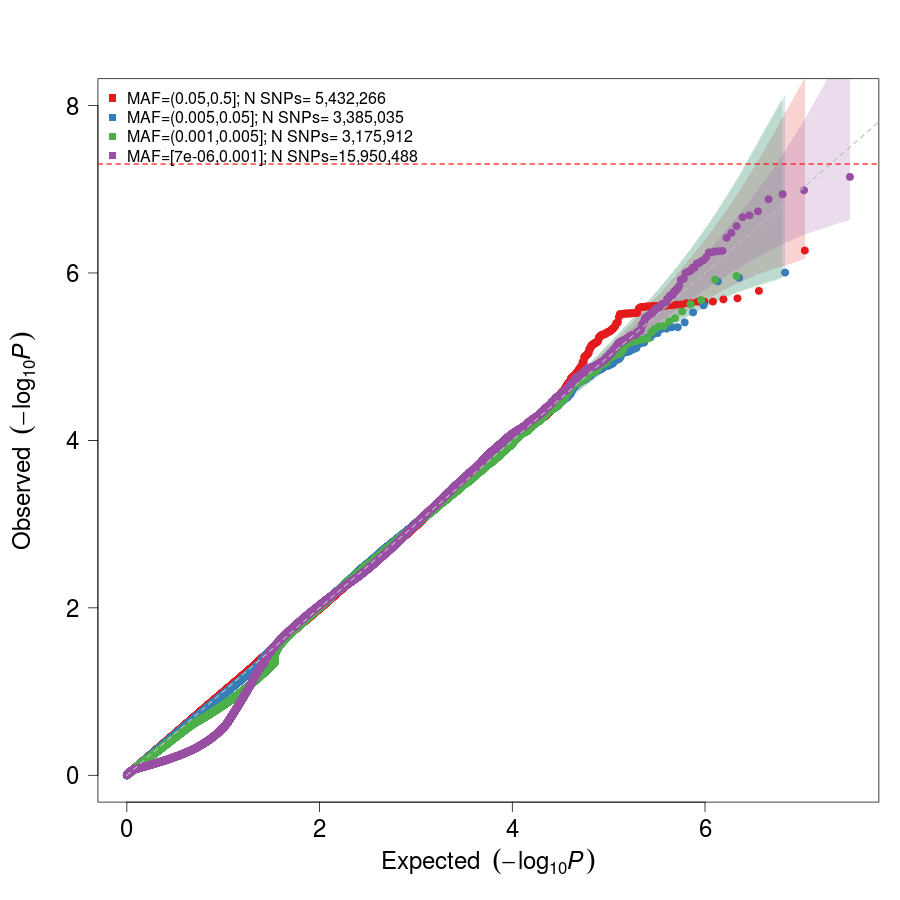 MAF=(0.05,0.5]; N SNPs= 5,432,266
MAF=(0.005,0.05]; N SNPs= 3,385,035
MAF=(0.001,0.005]; N SNPs= 3,175,912
MAF=[7e-06,0.001]; N SNPs=15,950,488
8
6
4
2
0
Observed (−log10P)
0 2 4 6
Expected (−log10P)